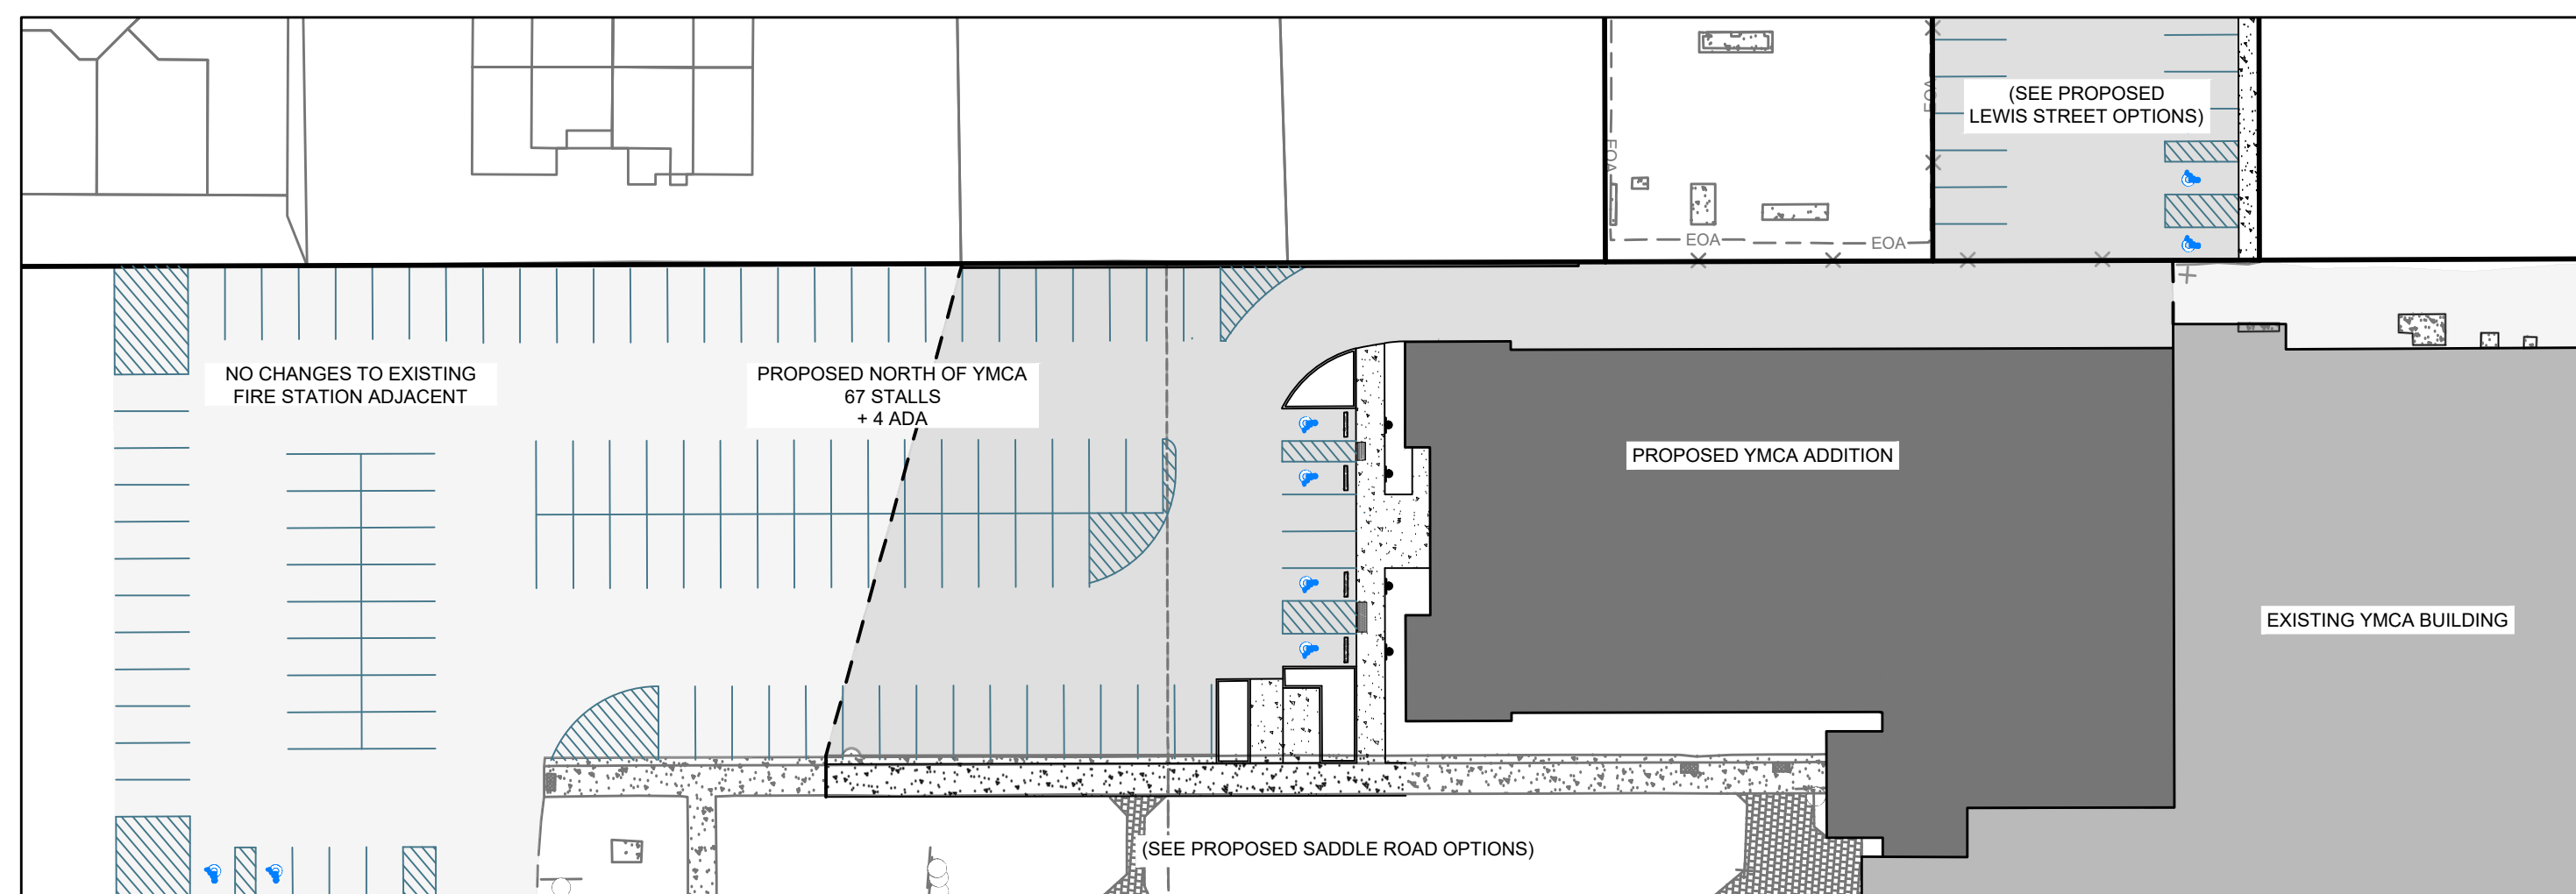 (SEE PROPOSED
LEWIS STREET OPTIONS)
EOA
EOA
EOA
EOA
NO CHANGES TO EXISTING
FIRE STATION ADJACENT
PROPOSED NORTH OF YMCA
67 STALLS
+ 4 ADA
PROPOSED YMCA ADDITION
EXISTING YMCA BUILDING
(SEE PROPOSED SADDLE ROAD OPTIONS)